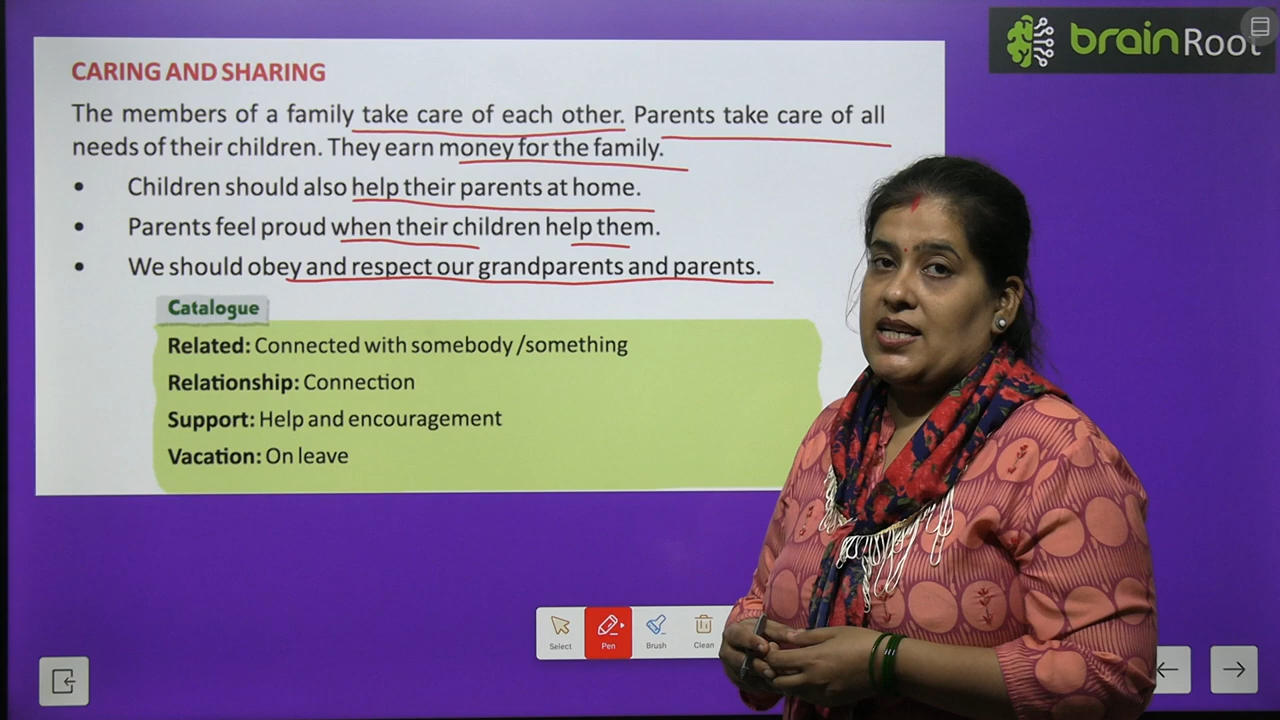 brainRoot
CARING AND SHARING
The members of a family take care of each other. Parents take care of all
needs of their children. They earn money for the family.
• Children should also help their parents at home.
• Parents feel proud when their children help them.
• We should obey and respect our grandparents and parents.
Catalogue
Related: Connected with somebody /something
Relationship: Connection
Support: Help and encouragement
Vacation: On leave
Select Pen Brush Clean